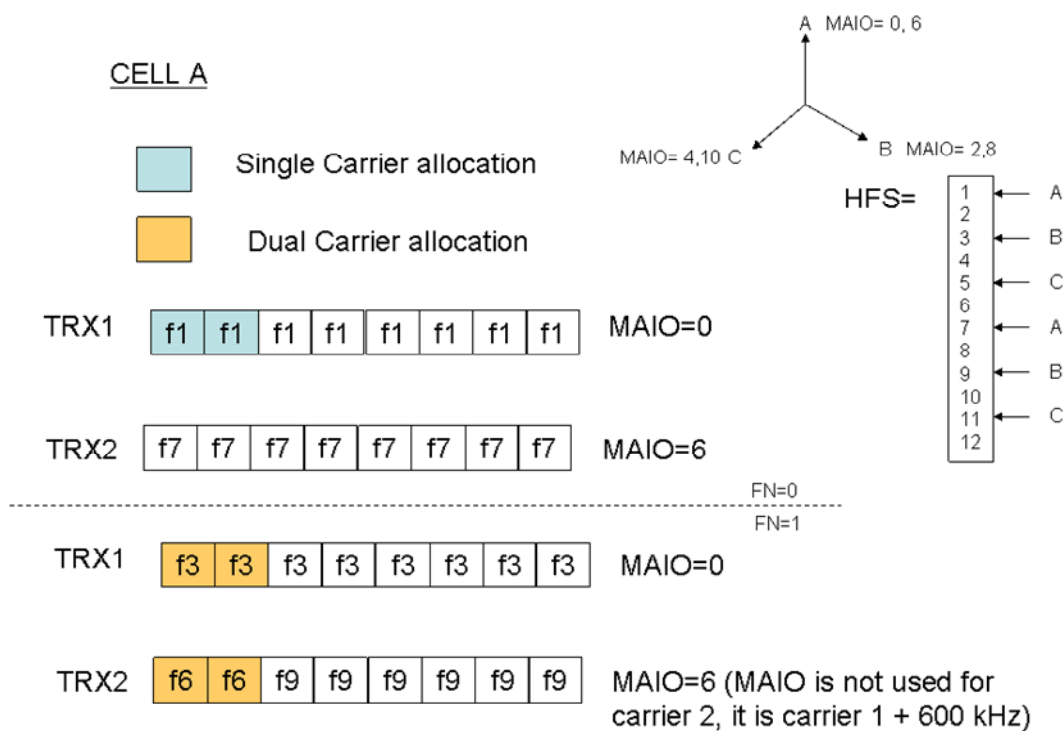 A MAIO= 0, 6
CELL A
Single Carrier allocation
MAIO= 4,10 C
B MAIO= 2,8
HFS=
1 A
2
3 B
4
5 C
6
7 A
8
9 B
10
11 C
12
Dual Carrier allocation
TRX1 f1 f1 f1 f1 f1 f1 f1 f1 MAIO=0
TRX2 f7 f7 f7 f7 f7 f7 f7 f7 MAIO=6
FN=0
FN=1
TRX1 f3 f3 f3 f3 f3 f3 f3 f3 MAIO=0
TRX2 f6 f6 f9 f9 f9 f9 f9 f9 MAIO=6 (MAIO is not used for
carrier 2, it is carrier 1 + 600 kHz)